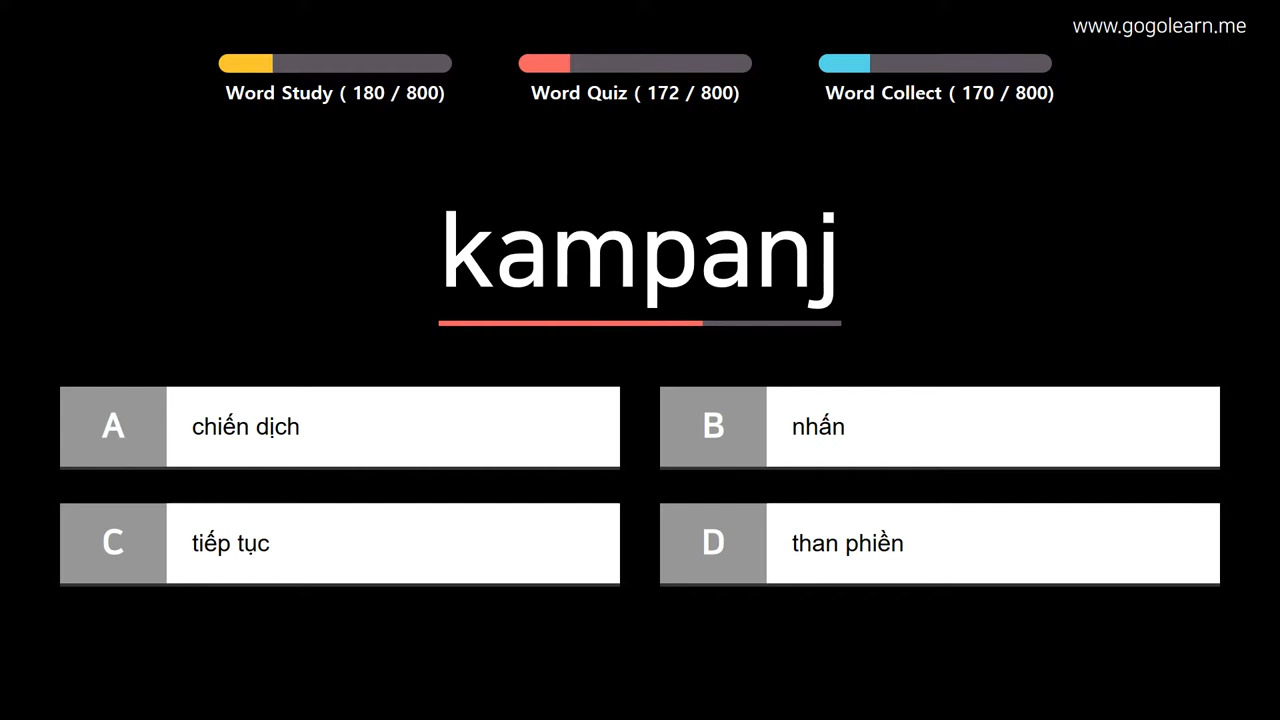 www.gogolearn.me
Word Study ( 180 / 800)
Word Quiz ( 172 / 800)
Word Collect ( 170 / 800)
kampanj
A chiến dịch
B nhấn
C tiếp tục
D than phiền